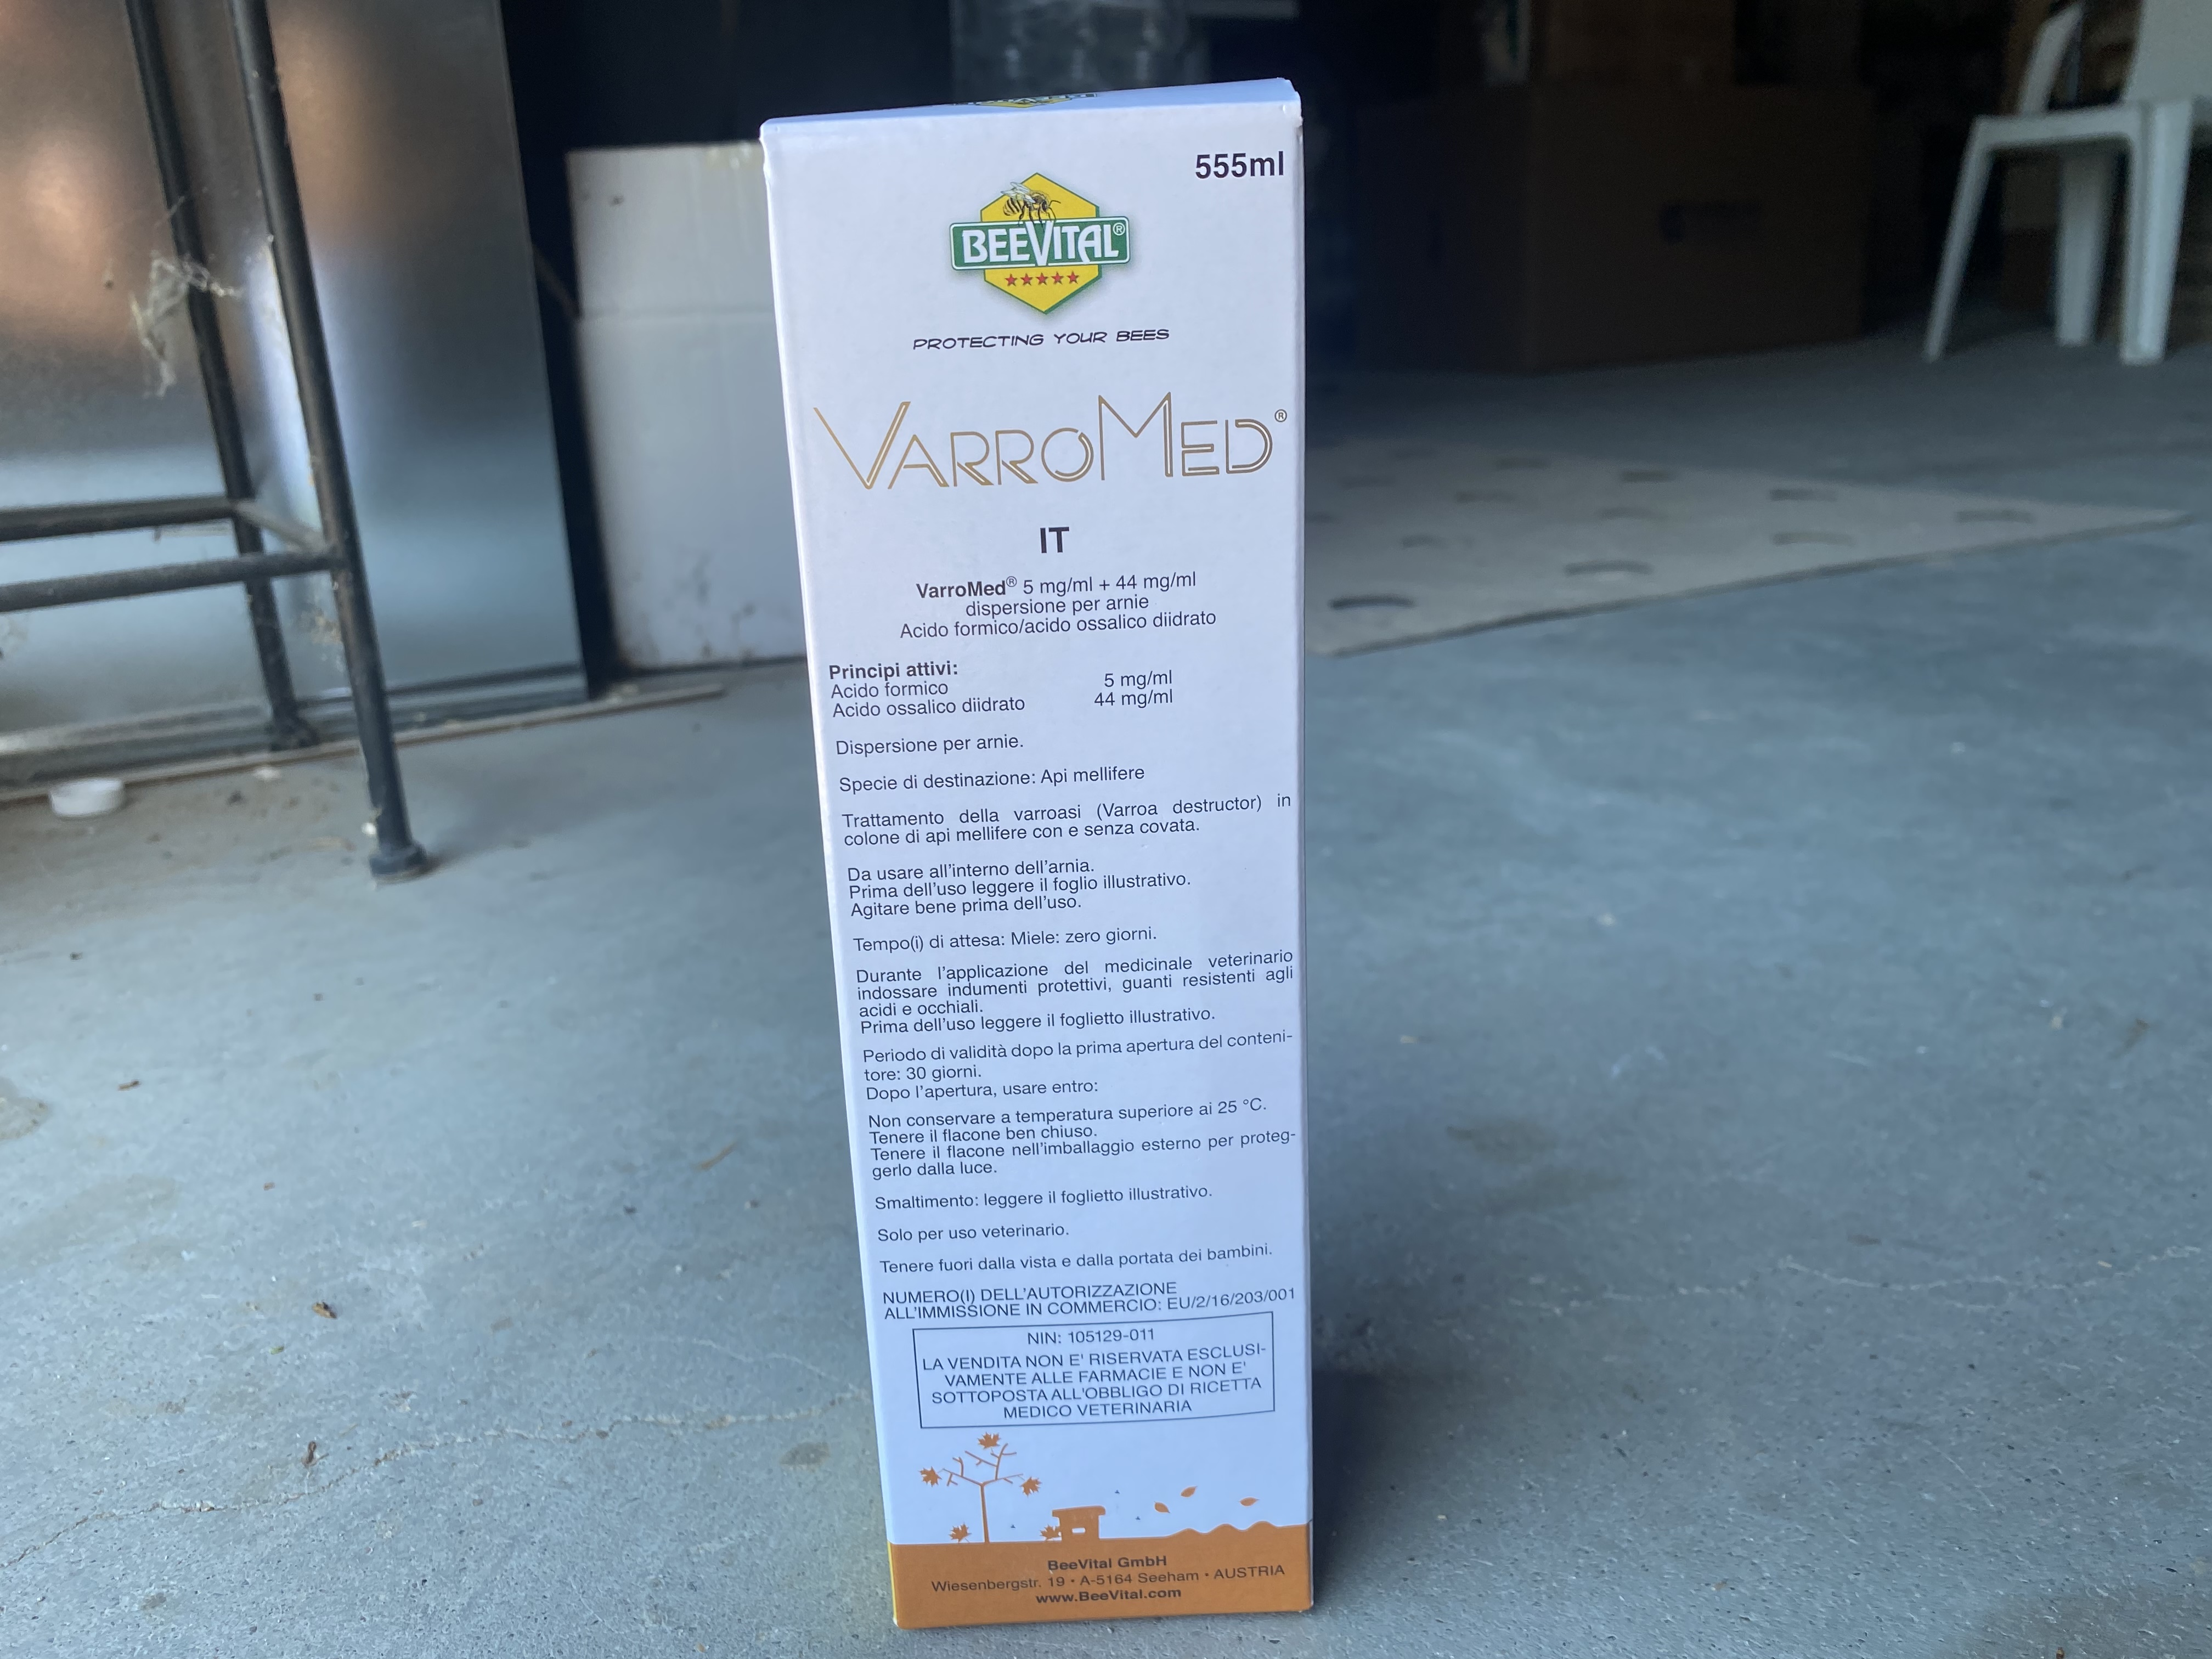 555ml
BEEVITAL®
PROTECTING YOUR BEES
VARROMED®
IT
VarroMed® 5 mg/ml + 44 mg/ml
dispersione per arnie
Acido formico/acido ossalico diidrato
Principi attivi:
Acido formico 5 mg/ml
Acido ossalico diidrato 44 mg/ml
Dispersione per arnie.
Specie di destinazione: Api mellifere
Trattamento della varroasi (Varroa destructor) in
colone di api mellifere con e senza covata.
Da usare all'interno dell'arnia.
Prima dell'uso leggere il foglio illustrativo.
Agitare bene prima dell'uso.
Tempo(i) di attesa: Miele: zero giorni.
Durante l'applicazione del medicinale veterinario
indossare indumenti protettivi, guanti resistenti agli
acidi e occhiali.
Prima dell'uso leggere il foglietto illustrativo.
Periodo di validità dopo la prima apertura del conteni-
tore: 30 giorni.
Dopo l'apertura, usare entro:
Non conservare a temperatura superiore ai 25 °C.
Tenere il flacone ben chiuso.
Tenere il flacone nell'imballaggio esterno per proteg-
gerlo dalla luce.
Smaltimento: leggere il foglietto illustrativo.
Solo per uso veterinario.
Tenere fuori dalla vista e dalla portata dei bambini.
NUMERO(I) DELL'AUTORIZZAZIONE
ALL'IMMISSIONE IN COMMERCIO: EU/2/16/203/001
NIN: 105129-011
LA VENDITA NON E' RISERVATA ESCLUSI-
VAMENTE ALLE FARMACIE E NON E'
SOTTOPOSTA ALL'OBBLIGO DI RICETTA
MEDICO VETERINARIA
BeeVital GmbH
Wiesenbergstr. 19 • A-5164 Seeham • AUSTRIA
www.BeeVital.com